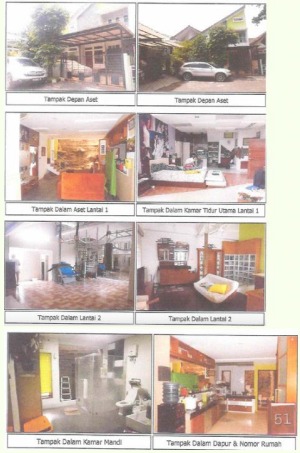 Tampak Depan Aset
Tampak Depan Aset
Tampak Dalam Aset Lantai 1
Tampak Dalam Kamar Tidur Utama Lantai 1
Tampak Dalam Lantai 2
Tampak Dalam Lantai 2
61
Tampak Dalam Kamar Mandi
Tampak Dalam Dapur & Nomor Rumah